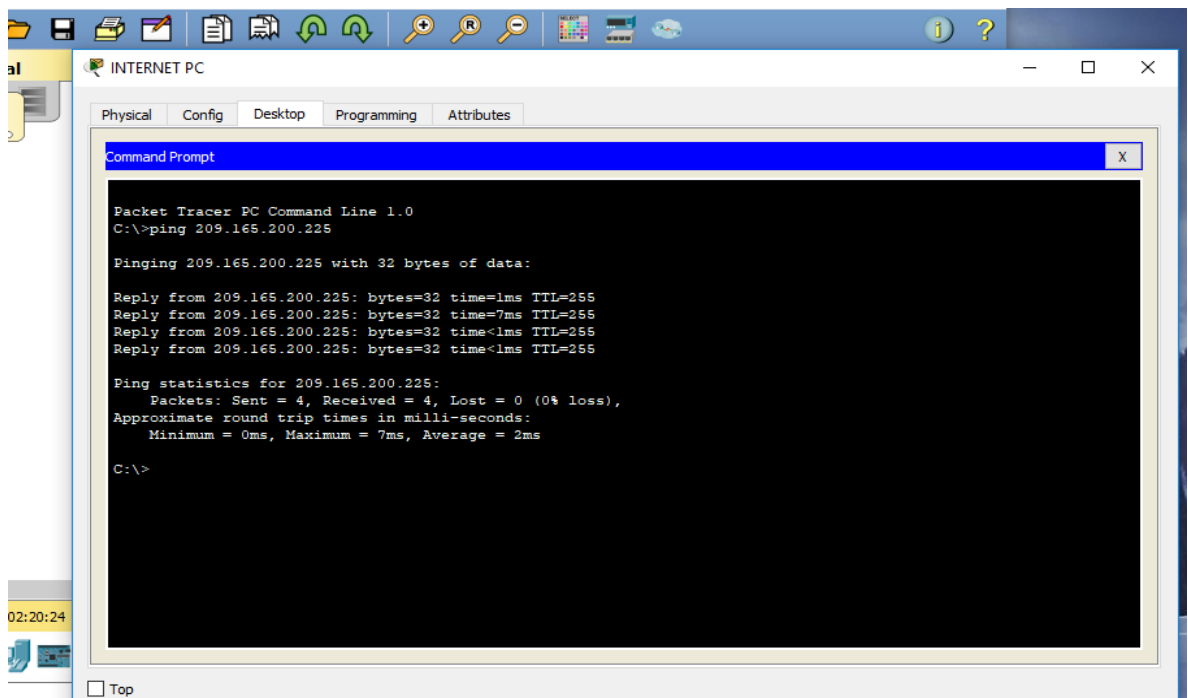 al
INTERNET PC
Physical Config Desktop Programming Attributes
Command Prompt
X
Packet Tracer PC Command Line 1.0
C:\>ping 209.165.200.225
Pinging 209.165.200.225 with 32 bytes of data:
Reply from 209.165.200.225: bytes=32 time=1ms TTL=255
Reply from 209.165.200.225: bytes=32 time=7ms TTL=255
Reply from 209.165.200.225: bytes=32 time<1ms TTL=255
Reply from 209.165.200.225: bytes=32 time<1ms TTL=255
Ping statistics for 209.165.200.225:
Packets: Sent = 4, Received = 4, Lost = 0 (0% loss),
Approximate round trip times in milli-seconds:
Minimum = 0ms, Maximum = 7ms, Average = 2ms
C:\>
02:20:24
Top